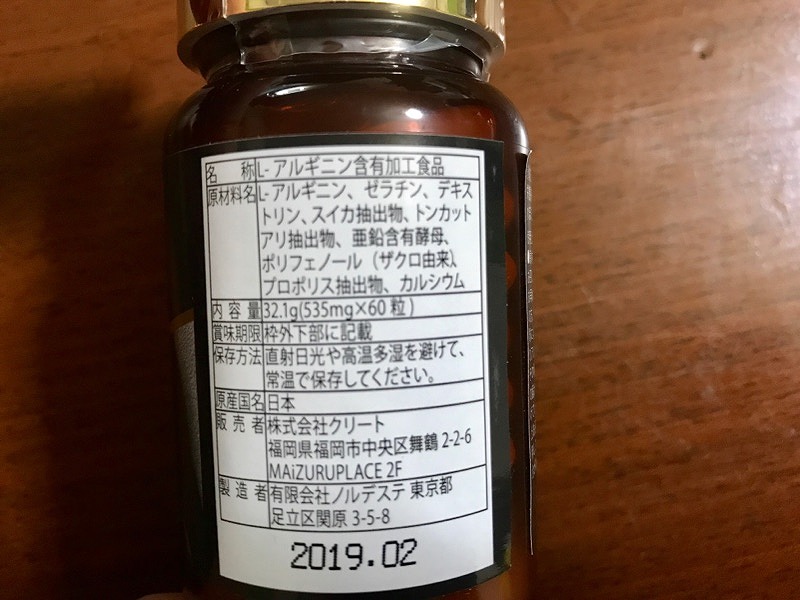 名 称 L- アルギニン含有加工食品
原材料名 L- アルギニン、ゼラチン、デキス
トリン、スイカ抽出物、トンカット
アリ抽出物、亜鉛含有酵母、
ポリフェノール（ザクロ由来）、
プロポリス抽出物、カルシウム
内 容 量 32.1g(535mg×60 粒 )
賞味期限 枠外下部に記載
保存方法 直射日光や高温多湿を避けて、
常温で保存してください。
原産国名 日本
販 売 者 株式会社クリート
福岡県福岡市中央区舞鶴 2-2-6
MAiZURUPLACE 2F
製 造 者 有限会社ノルデステ 東京都
足立区関原 3-5-8
2019.02